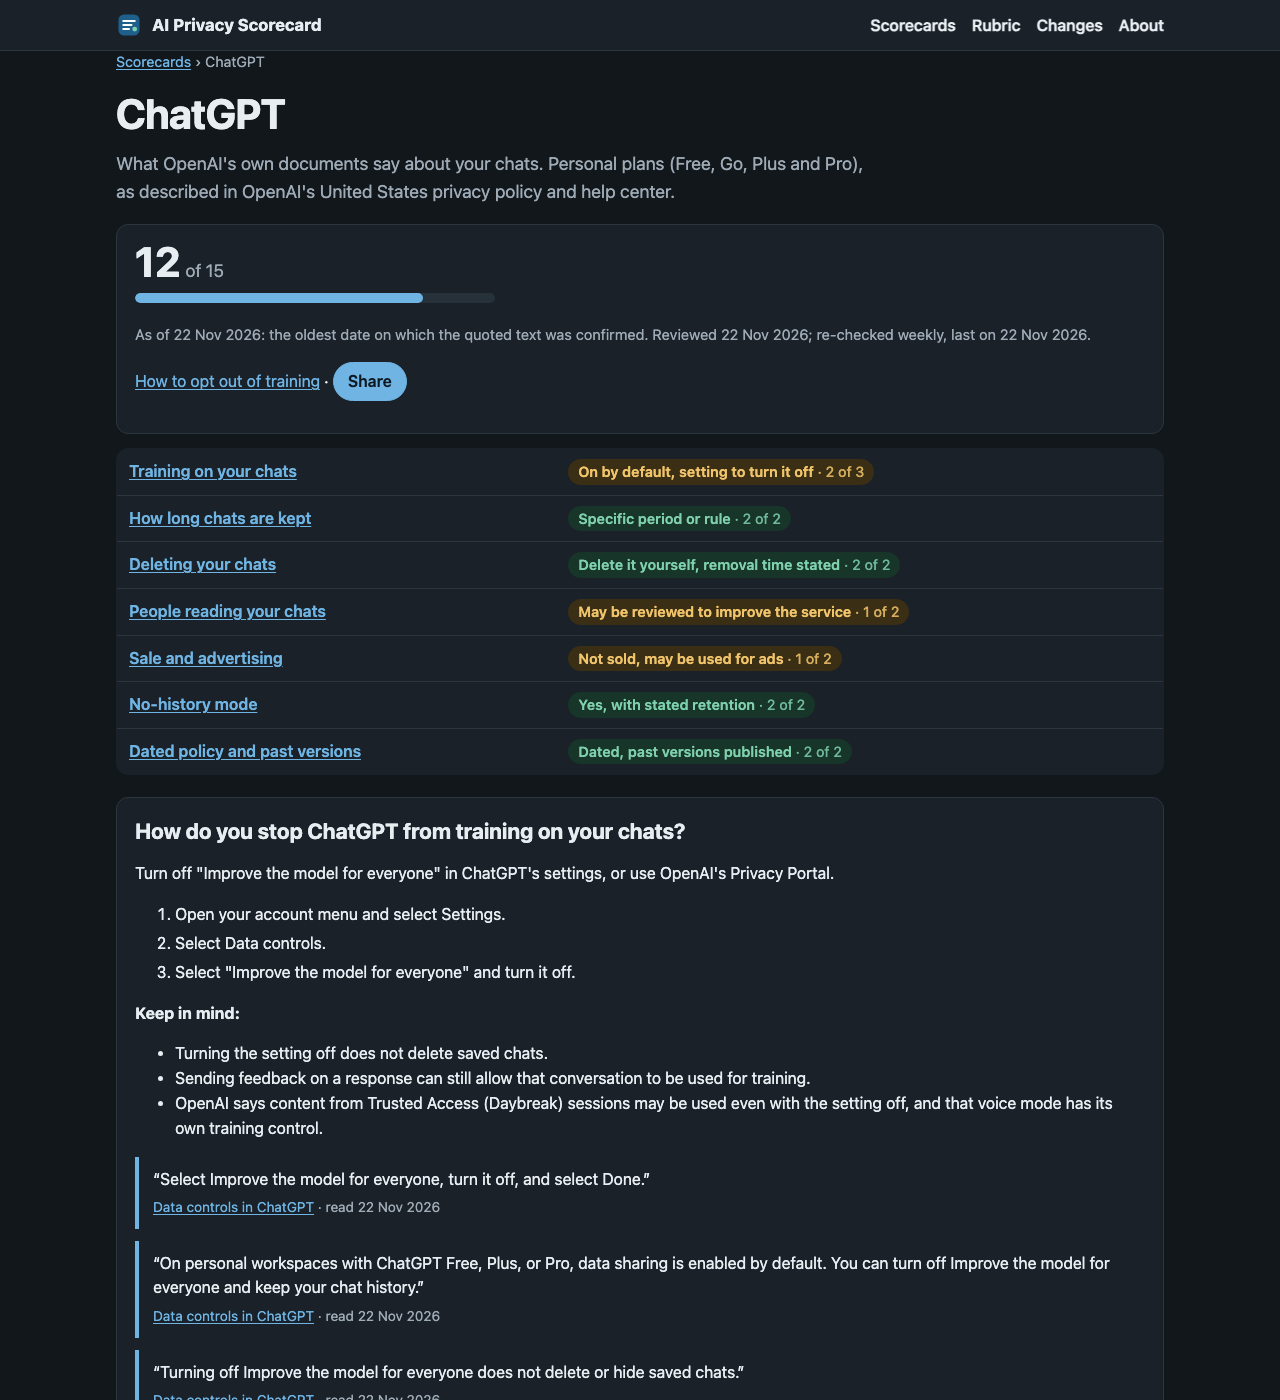 AI Privacy Scorecard
Scorecards Rubric Changes About
Scorecards › ChatGPT
ChatGPT
What OpenAI's own documents say about your chats. Personal plans (Free, Go, Plus and Pro),
as described in OpenAI's United States privacy policy and help center.
12 of 15
As of 22 Nov 2026: the oldest date on which the quoted text was confirmed. Reviewed 22 Nov 2026; re-checked weekly, last on 22 Nov 2026.
How to opt out of training · Share
Training on your chats On by default, setting to turn it off · 2 of 3
How long chats are kept Specific period or rule · 2 of 2
Deleting your chats Delete it yourself, removal time stated · 2 of 2
People reading your chats May be reviewed to improve the service · 1 of 2
Sale and advertising Not sold, may be used for ads · 1 of 2
No-history mode Yes, with stated retention · 2 of 2
Dated policy and past versions Dated, past versions published · 2 of 2
How do you stop ChatGPT from training on your chats?
Turn off "Improve the model for everyone" in ChatGPT's settings, or use OpenAI's Privacy Portal.
1. Open your account menu and select Settings.
2. Select Data controls.
3. Select "Improve the model for everyone" and turn it off.
Keep in mind:
• Turning the setting off does not delete saved chats.
• Sending feedback on a response can still allow that conversation to be used for training.
• OpenAI says content from Trusted Access (Daybreak) sessions may be used even with the setting off, and that voice mode has its
own training control.
“Select Improve the model for everyone, turn it off, and select Done.”
Data controls in ChatGPT · read 22 Nov 2026
“On personal workspaces with ChatGPT Free, Plus, or Pro, data sharing is enabled by default. You can turn off Improve the model for
everyone and keep your chat history.”
Data controls in ChatGPT · read 22 Nov 2026
“Turning off Improve the model for everyone does not delete or hide saved chats.”
Data controls in ChatGPT · read 22 Nov 2026